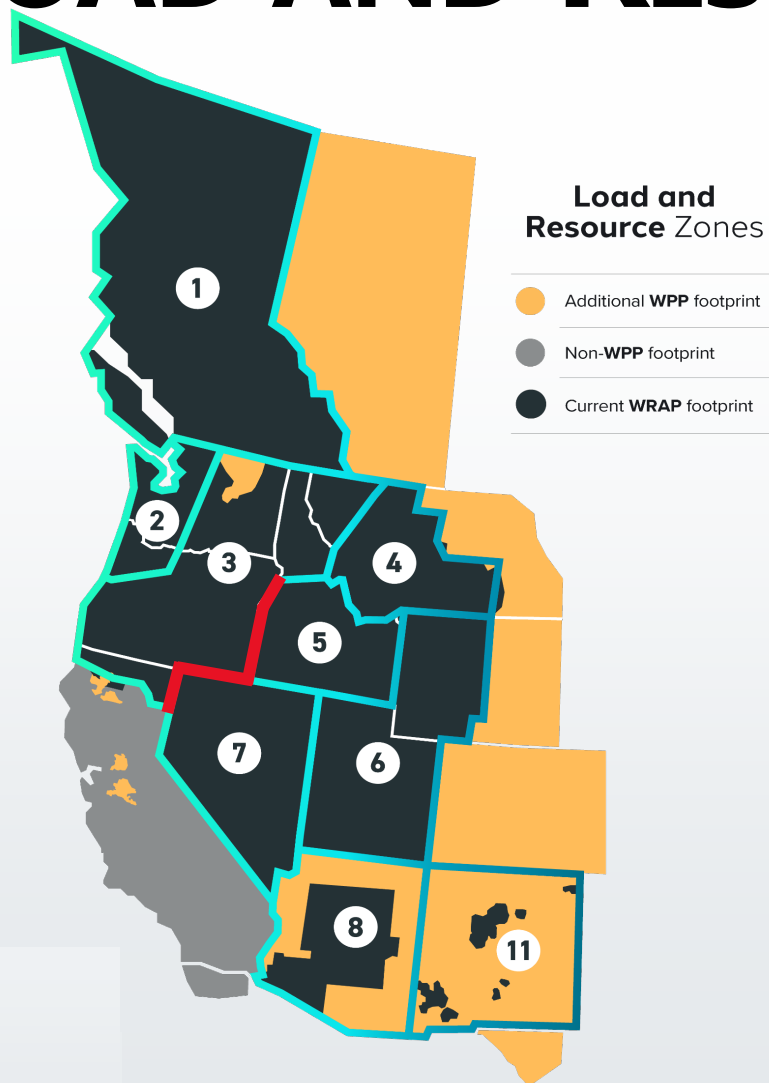 Load and
Resource Zones
Additional WPP footprint
Non-WPP footprint
Current WRAP footprint
1
2
3
4
5
7
6
8
11